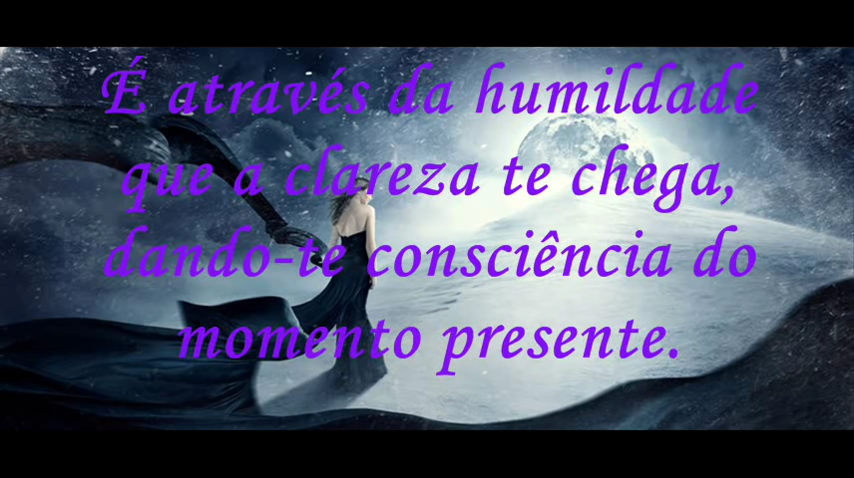 É através da humildade
que a clareza te chega,
dando-te consciência do
momento presente.